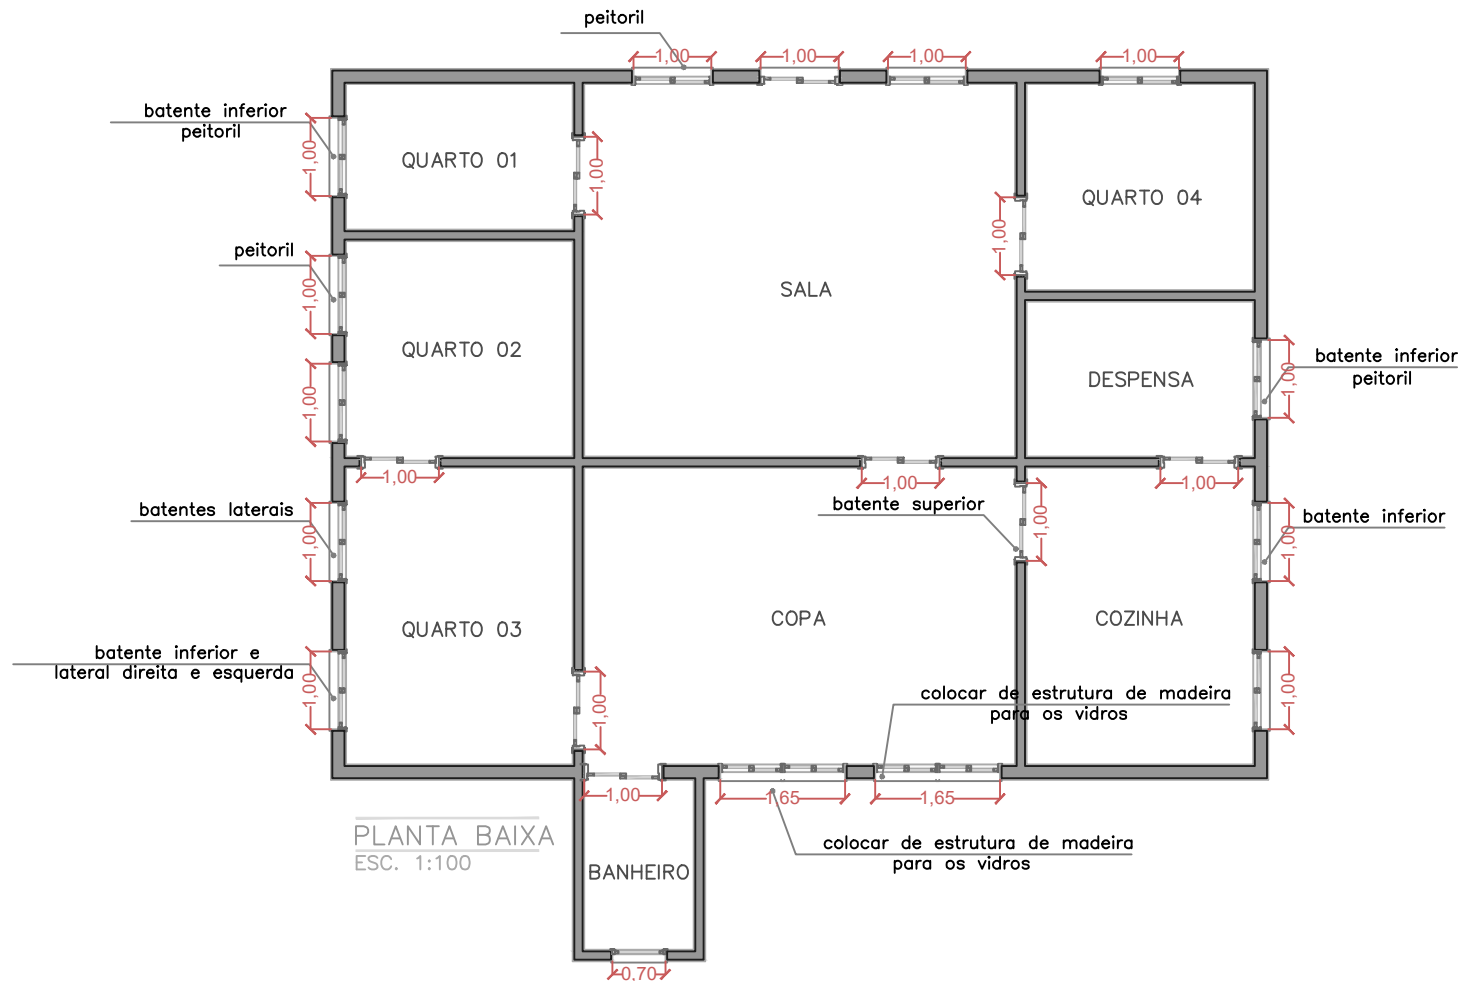 peitoril
1,00
1,00
1,00
1,00
batente inferior
peitoril
1,00
QUARTO 01
1,00
QUARTO 04
1,00
peitoril
1,00
SALA
QUARTO 02
batente inferior
peitoril
1,00
DESPENSA
1,00
1,00
1,00
1,00
batentes laterais
1,00
batente superior
1,00
batente inferior
1,00
COPA
COZINHA
QUARTO 03
batente inferior e
lateral direita e esquerda
1,00
1,00
colocar de estrutura de madeira
para os vidros
1,00
1,00
1,65
1,65
PLANTA BAIXA
ESC. 1:100
colocar de estrutura de madeira
para os vidros
BANHEIRO
0,70